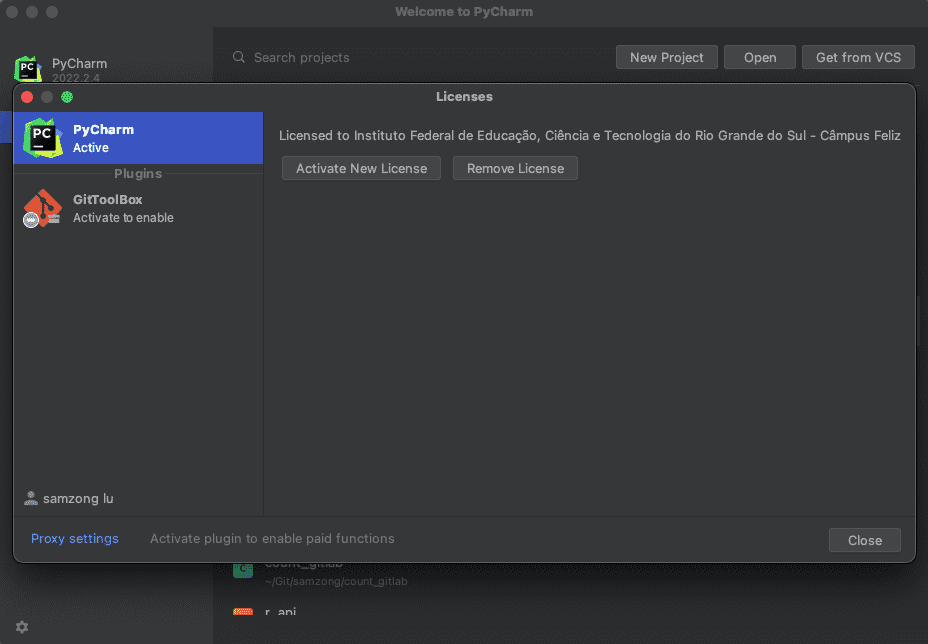 Welcome to PyCharm
PC
PyCharm
2022.2.4
Search projects
New Project
Open
Get from VCS
Licenses
PC
PyCharm
Active
Plugins
GitToolBox
Activate to enable
Licensed to Instituto Federal de Educação, Ciência e Tecnologia do Rio Grande do Sul - Câmpus Feliz
Activate New License
Remove License
samzong lu
Proxy settings
Activate plugin to enable paid functions
Close
count_gitlab
~/Git/samzong/count_gitlab
r_api